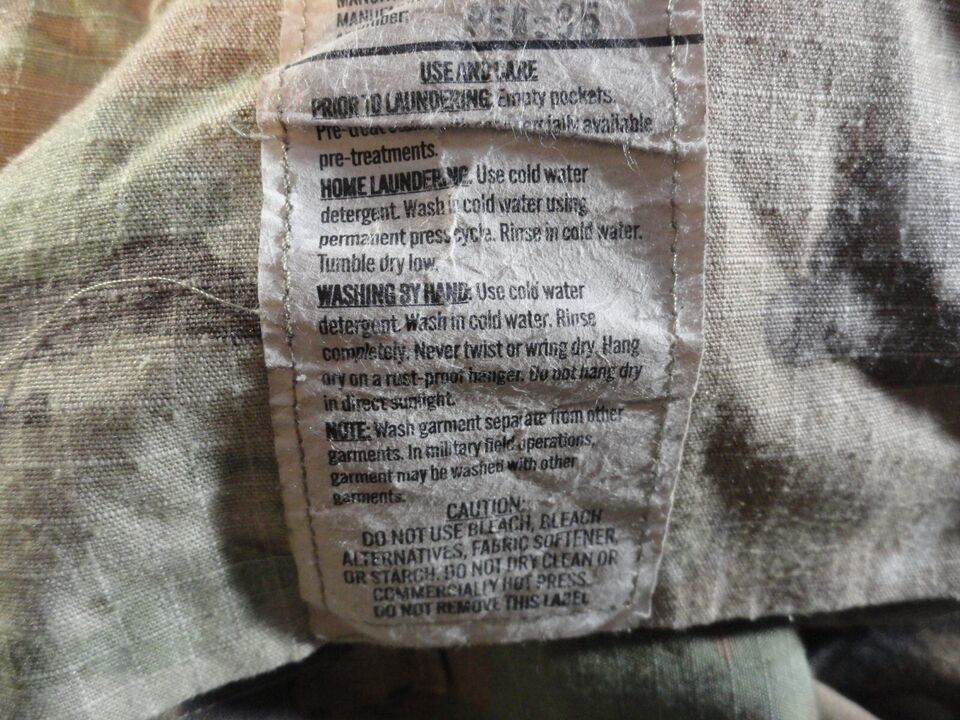 MANUfiber:
USE AND CARE
PRIOR TO LAUNDERING: Empty pockets.
Pre-treat available
pre-treatments.
HOME LAUNDERING: Use cold water
detergent. Wash in cold water using
permanent press cycle. Rinse in cold water.
Tumble dry low.
WASHING BY HAND: Use cold water
detergent. Wash in cold water. Rinse
completely. Never twist or wring dry. Hang
dry on a rust-proof hanger. Do not hang dry
in direct sunlight.
NOTE: Wash garment separate from other
garments. In military field operations,
garment may be washed with other
garments.
CAUTION:
DO NOT USE BLEACH, BLEACH
ALTERNATIVES, FABRIC SOFTENER,
OR STARCH. DO NOT DRY CLEAN OR
COMMERCIALLY HOT PRESS.
DO NOT REMOVE THIS LABEL